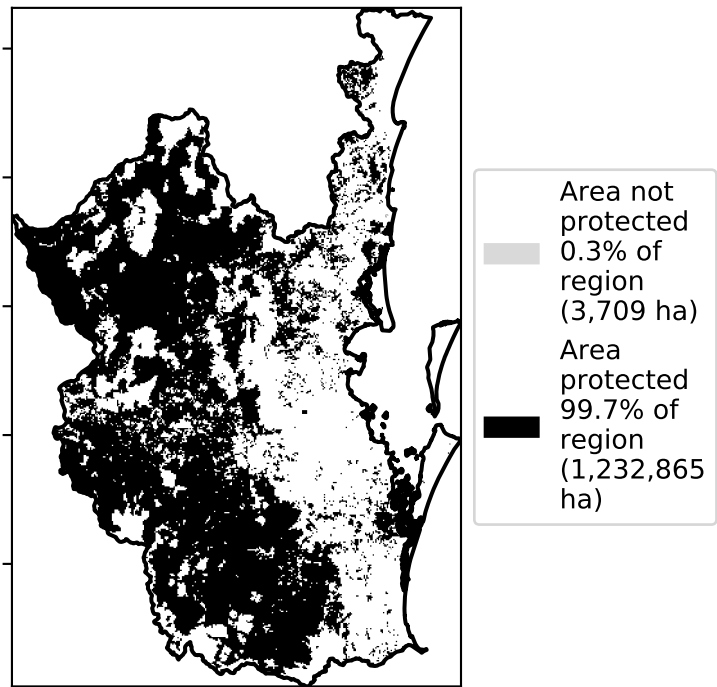 Area not
protected
0.3% of
region
(3,709 ha)
Area
protected
99.7% of
region
(1,232,865
ha)